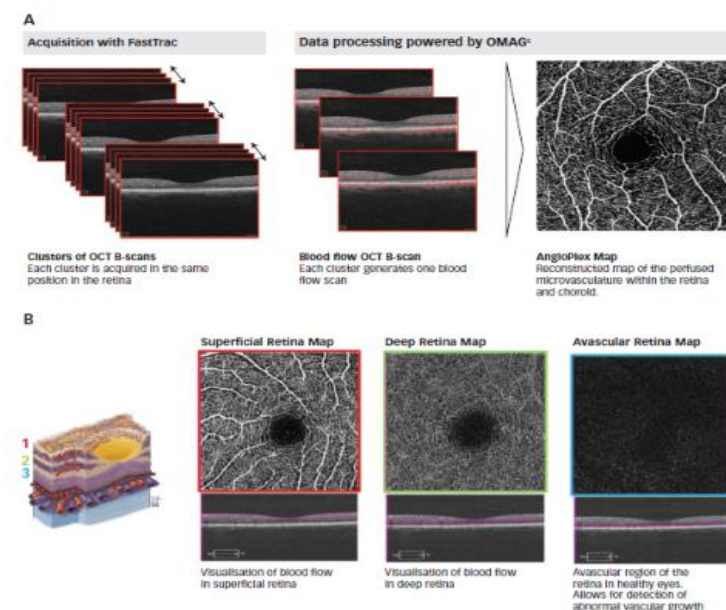 A
Acquisition with FastTrac
Data processing powered by OMAGᶜ
Clusters of OCT B-scans
Each cluster is acquired in the same
position in the retina
Blood flow OCT B-scan
Each cluster generates one blood
flow scan
AngioPlex Map
Reconstructed map of the perfused
microvasculature within the retina
and choroid.
B
Superficial Retina Map
Deep Retina Map
Avascular Retina Map
1
2
3
Visualisation of blood flow
in superficial retina
Visualisation of blood flow
in deep retina
Avascular region of the
retina in healthy eyes.
Allows for detection of
abnormal vascular growth